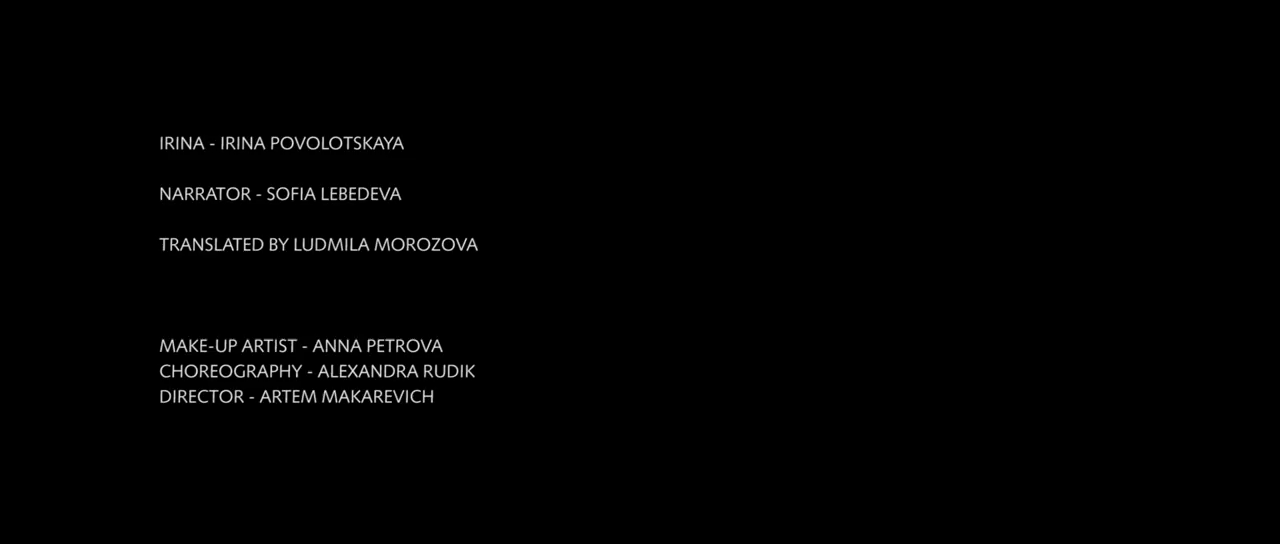 IRINA - IRINA POVOLOTSKAYA
NARRATOR - SOFIA LEBEDEVA
TRANSLATED BY LUDMILA MOROZOVA
MAKE-UP ARTIST - ANNA PETROVA
CHOREOGRAPHY - ALEXANDRA RUDIK
DIRECTOR - ARTEM MAKAREVICH